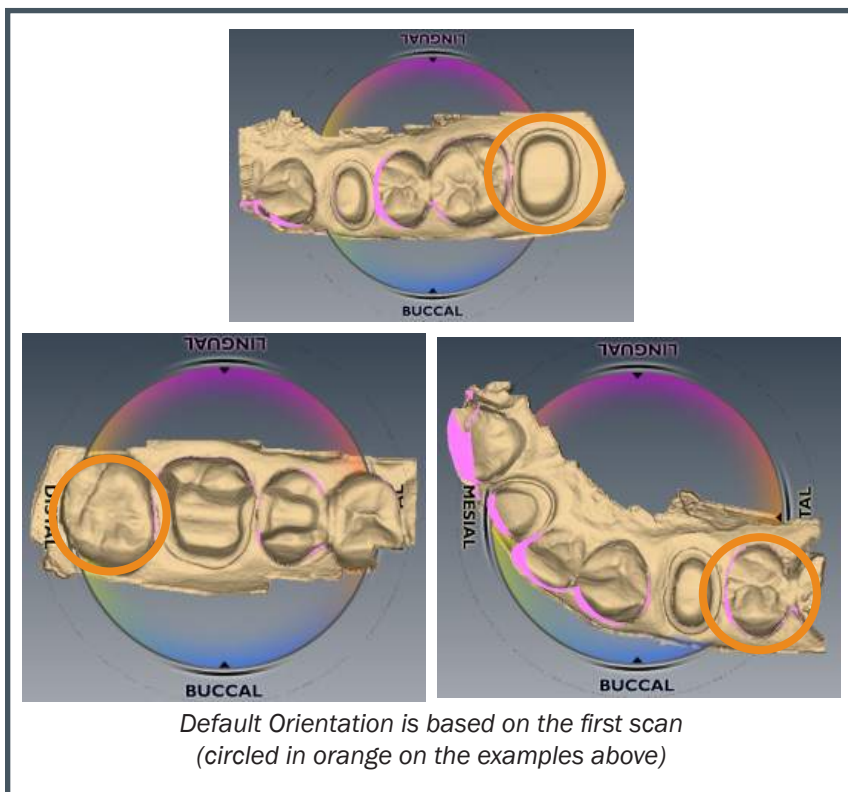 LINGUAL
BUCCAL
LINGUAL
DISTAL
BUCCAL
LINGUAL
MESIAL
TAL
BUCCAL
Default Orientation is based on the first scan
(circled in orange on the examples above)